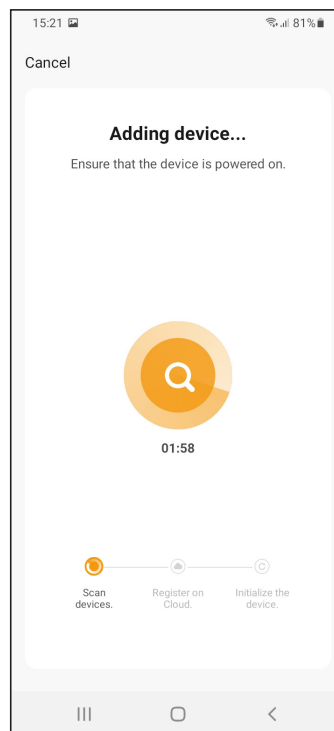 15:21 81%
Cancel
Adding device...
Ensure that the device is powered on.
01:58
Scan devices.
Register on Cloud.
Initialize the device.